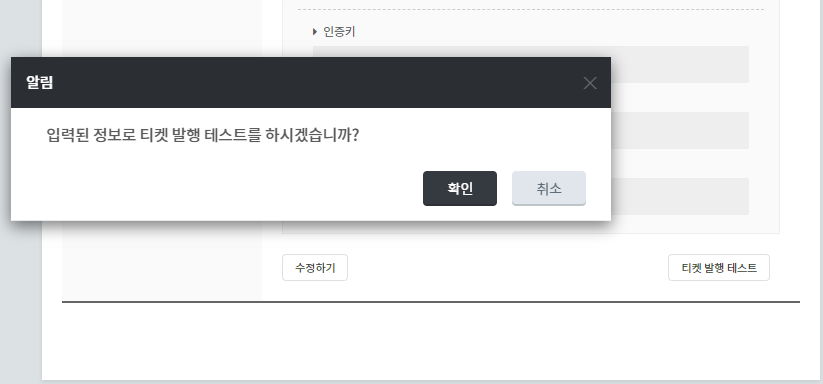 인증키
알림
입력된 정보로 티켓 발행 테스트를 하시겠습니까?
확인
취소
수정하기
티켓 발행 테스트